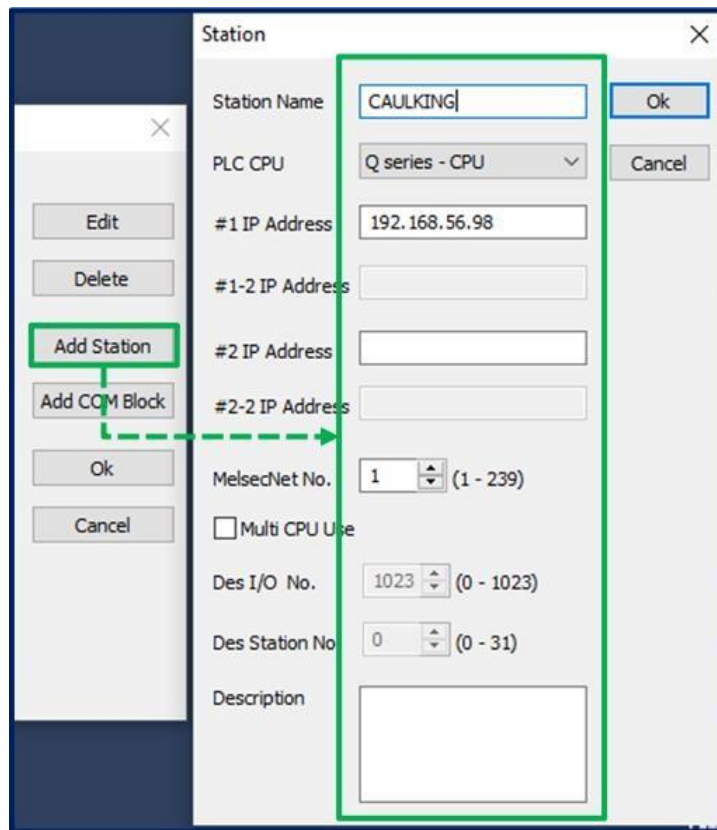 Edit
Delete
Add Station
Add COM Block
Ok
Cancel
Station
Station Name CAULKING Ok
PLC CPU Q series - CPU Cancel
#1 IP Address 192.168.56.98
#1-2 IP Address
#2 IP Address
#2-2 IP Address
MelsecNet No. 1 (1 - 239)
Multi CPU Use
Des I/O No. 1023 (0 - 1023)
Des Station No 0 (0 - 31)
Description